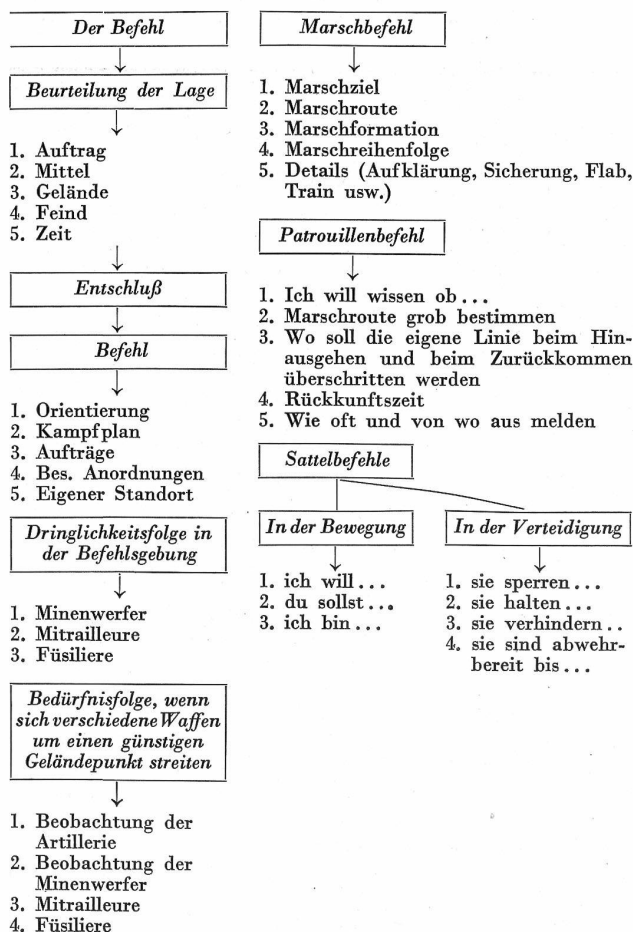 Der Befehl
Beurteilung der Lage
1. Auftrag
2. Mittel
3. Gelände
4. Feind
5. Zeit
Entschluß
Befehl
1. Orientierung
2. Kampfplan
3. Aufträge
4. Bes. Anordnungen
5. Eigener Standort
Dringlichkeitsfolge in
der Befehlsgebung
1. Minenwerfer
2. Mitrailleure
3. Füsiliere
Bedürfnisfolge, wenn
sich verschiedene Waffen
um einen günstigen
Geländepunkt streiten
1. Beobachtung der
Artillerie
2. Beobachtung der
Minenwerfer
3. Mitrailleure
4. Füsiliere
Marschbefehl
1. Marschziel
2. Marschroute
3. Marschformation
4. Marschreihenfolge
5. Details (Aufklärung, Sicherung, Flab,
Train usw.)
Patrouillenbefehl
1. Ich will wissen ob...
2. Marschroute grob bestimmen
3. Wo soll die eigene Linie beim Hin-
ausgehen und beim Zurückkommen
überschritten werden
4. Rückkunftszeit
5. Wie oft und von wo aus melden
Sattelbefehle
In der Bewegung
1. ich will...
2. du sollst...
3. ich bin...
In der Verteidigung
1. sie sperren...
2. sie halten...
3. sie verhindern..
4. sie sind abwehr-
bereit bis...